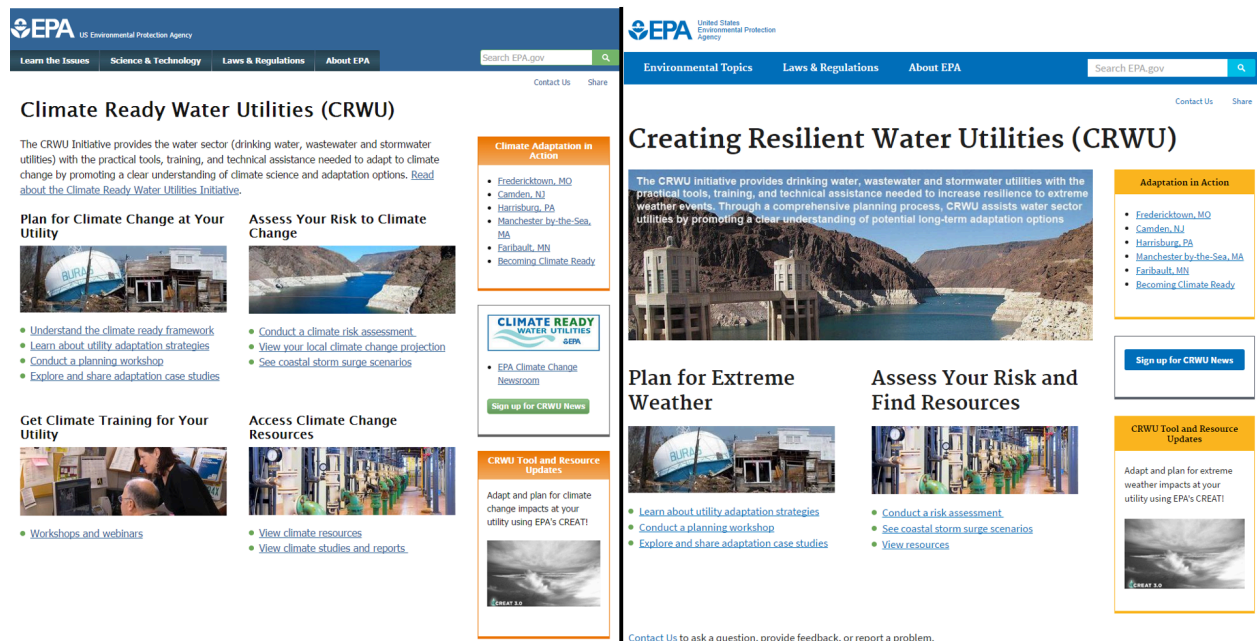 EPA US Environmental Protection Agency
Learn the Issues Science & Technology Laws & Regulations About EPA
Search EPA.gov
Contact Us Share
Climate Ready Water Utilities (CRWU)
The CRWU Initiative provides the water sector (drinking water, wastewater and stormwater
utilities) with the practical tools, training, and technical assistance needed to adapt to climate
change by promoting a clear understanding of climate science and adaptation options. Read
about the Climate Ready Water Utilities Initiative.
Plan for Climate Change at Your
Utility
BURAS
Understand the climate ready framework
Learn about utility adaptation strategies
Conduct a planning workshop
Explore and share adaptation case studies
Assess Your Risk to Climate
Change
Conduct a climate risk assessment
View your local climate change projection
See coastal storm surge scenarios
Get Climate Training for Your
Utility
Workshops and webinars
Access Climate Change
Resources
View climate resources
View climate studies and reports
Climate Adaptation in
Action
Fredericktown, MO
Camden, NJ
Harrisburg, PA
Manchester by-the-Sea,
MA
Faribault, MN
Becoming Climate Ready
CLIMATE READY
WATER UTILITIES
EPA
EPA Climate Change
Newsroom
Sign up for CRWU News
CRWU Tool and Resource
Updates
Adapt and plan for climate
change impacts at your
utility using EPA's CREAT!
CREAT 3.0
EPA United States
Environmental Protection
Agency
Environmental Topics Laws & Regulations About EPA
Search EPA.gov
Contact Us Share
Creating Resilient Water Utilities (CRWU)
The CRWU initiative provides drinking water, wastewater and stormwater utilities with the
practical tools, training, and technical assistance needed to increase resilience to extreme
weather events. Through a comprehensive planning process, CRWU assists water sector
utilities by promoting a clear understanding of potential long-term adaptation options
Plan for Extreme
Weather
BURAS
Learn about utility adaptation strategies
Conduct a planning workshop
Explore and share adaptation case studies
Assess Your Risk and
Find Resources
Conduct a risk assessment
See coastal storm surge scenarios
View resources
Adaptation in Action
Fredericktown, MO
Camden, NJ
Harrisburg, PA
Manchester by-the-Sea, MA
Faribault, MN
Becoming Climate Ready
Sign up for CRWU News
CRWU Tool and Resource
Updates
Adapt and plan for extreme
weather impacts at your
utility using EPA's CREAT!
CREAT 3.0
Contact Us to ask a question, provide feedback, or report a problem.